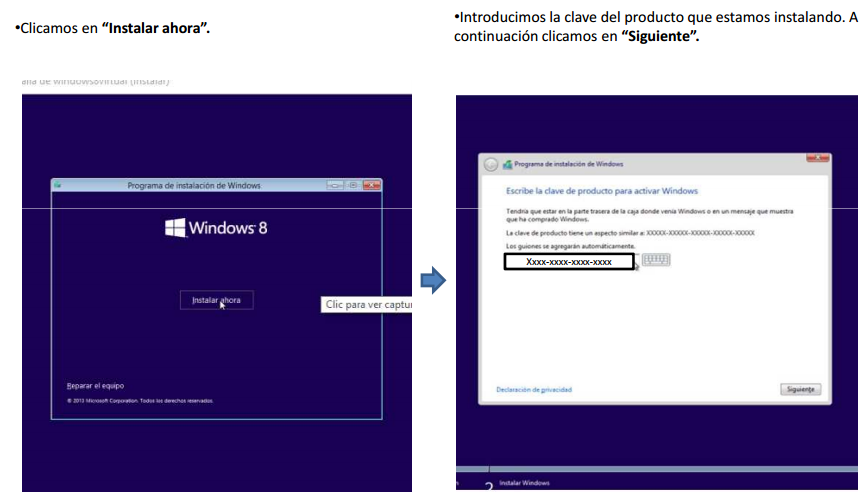 •Clicamos en “Instalar ahora”.
•Introducimos la clave del producto que estamos instalando. A
continuación clicamos en “Siguiente”.
Programa de instalación de Windows
Windows 8
Instalar ahora
Clic para ver captu
Reparar el equipo
© 2013 Microsoft Corporation. Todos los derechos reservados.
Programa de instalación de Windows
Escribe la clave de producto para activar Windows
Tendría que estar en la parte trasera de la caja donde venía Windows o en un mensaje que muestra
que ha comprado Windows.
La clave de producto tiene un aspecto similar a: XXXXX-XXXXX-XXXXX-XXXXX-XXXXX
Los guiones se agregarán automáticamente.
Xxxx-xxxx-xxxx-xxxx
Declaración de privacidad
Siguiente
2 Instalar Windows